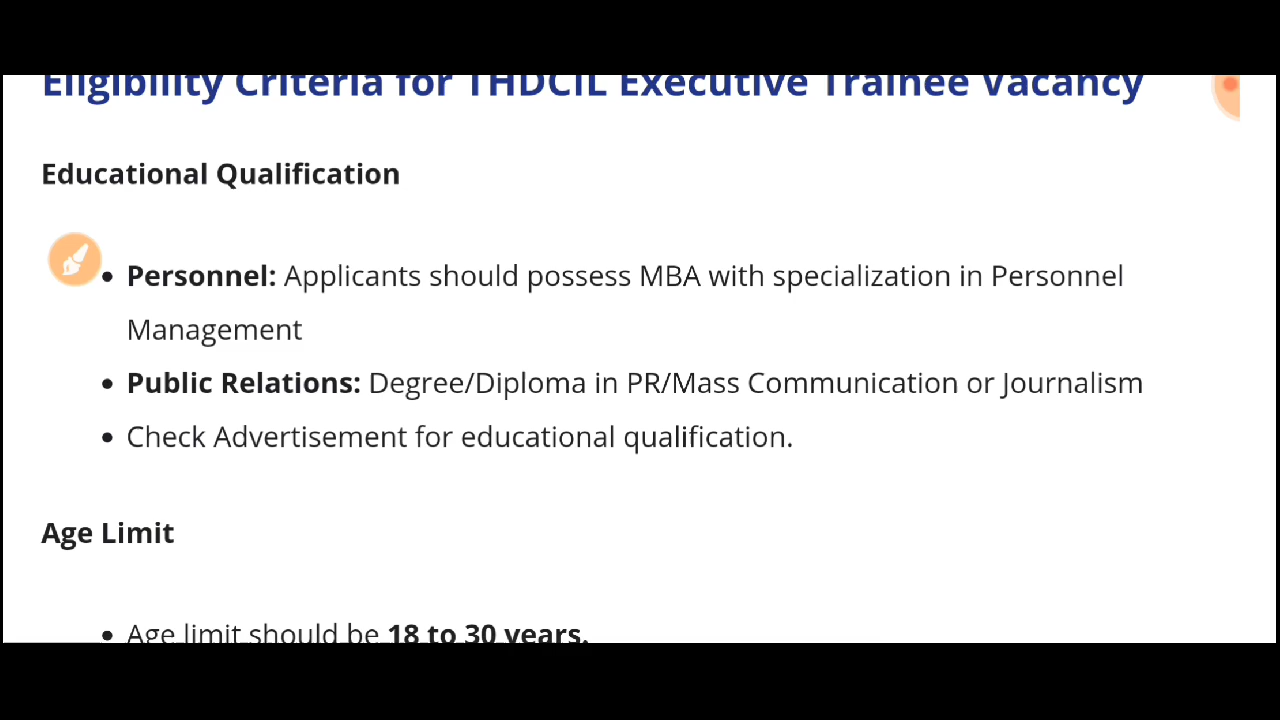 Eligibility Criteria for THDCIL Executive Trainee Vacancy
Educational Qualification
Personnel: Applicants should possess MBA with specialization in Personnel
Management
Public Relations: Degree/Diploma in PR/Mass Communication or Journalism
Check Advertisement for educational qualification.
Age Limit
Age limit should be 18 to 30 years.